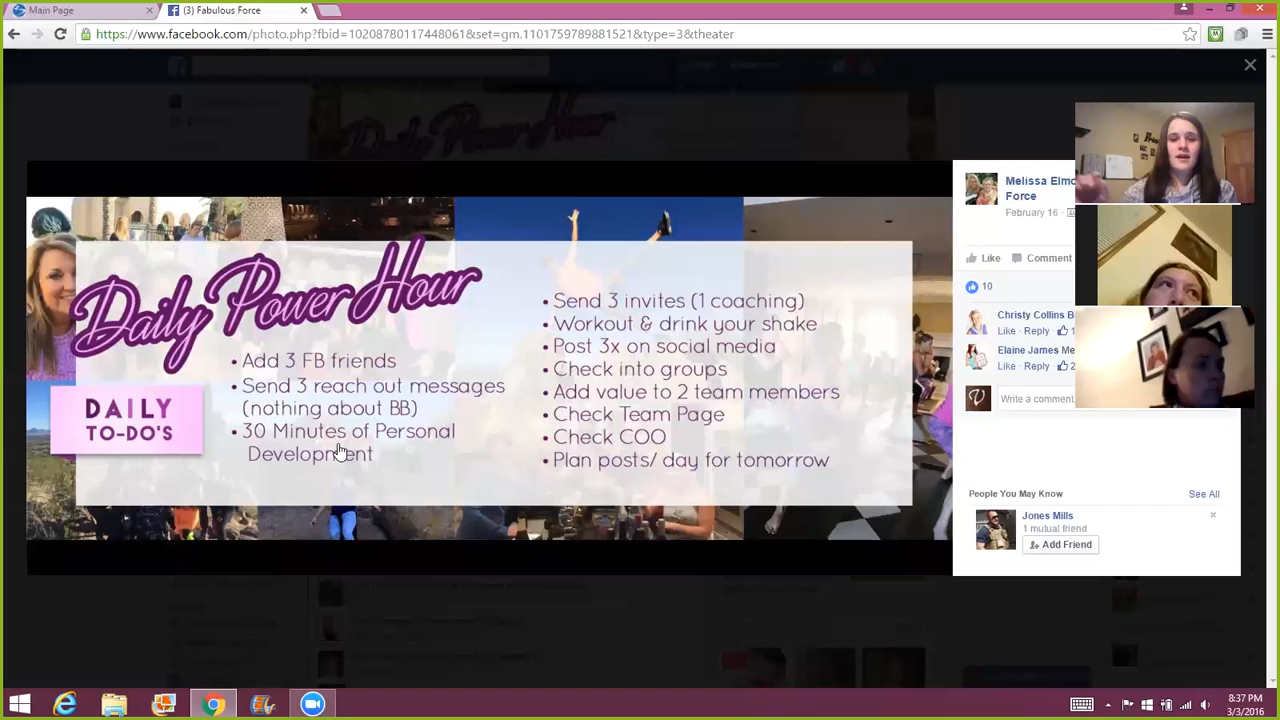 Main Page
(3) Fabulous Force
https://www.facebook.com/photo.php?fbid=10208780117448061&set=gm.1101759789881521&type=3&theater
Daily Power Hour
DAILY
TO-DO'S
• Add 3 FB friends
• Send 3 reach out messages
(nothing about BB)
• 30 Minutes of Personal
Development
• Send 3 invites (1 coaching)
• Workout & drink your shake
• Post 3x on social media
• Check into groups
• Add value to 2 team members
• Check Team Page
• Check COO
• Plan posts/ day for tomorrow
Melissa Elmo
Force
February 16
Like Comment
10
Christy Collins B
Like · Reply · 1
Elaine James Me
Like · Reply · 2
Write a comment
People You May Know See All
Jones Mills
1 mutual friend
Add Friend
8:37 PM
3/3/2016